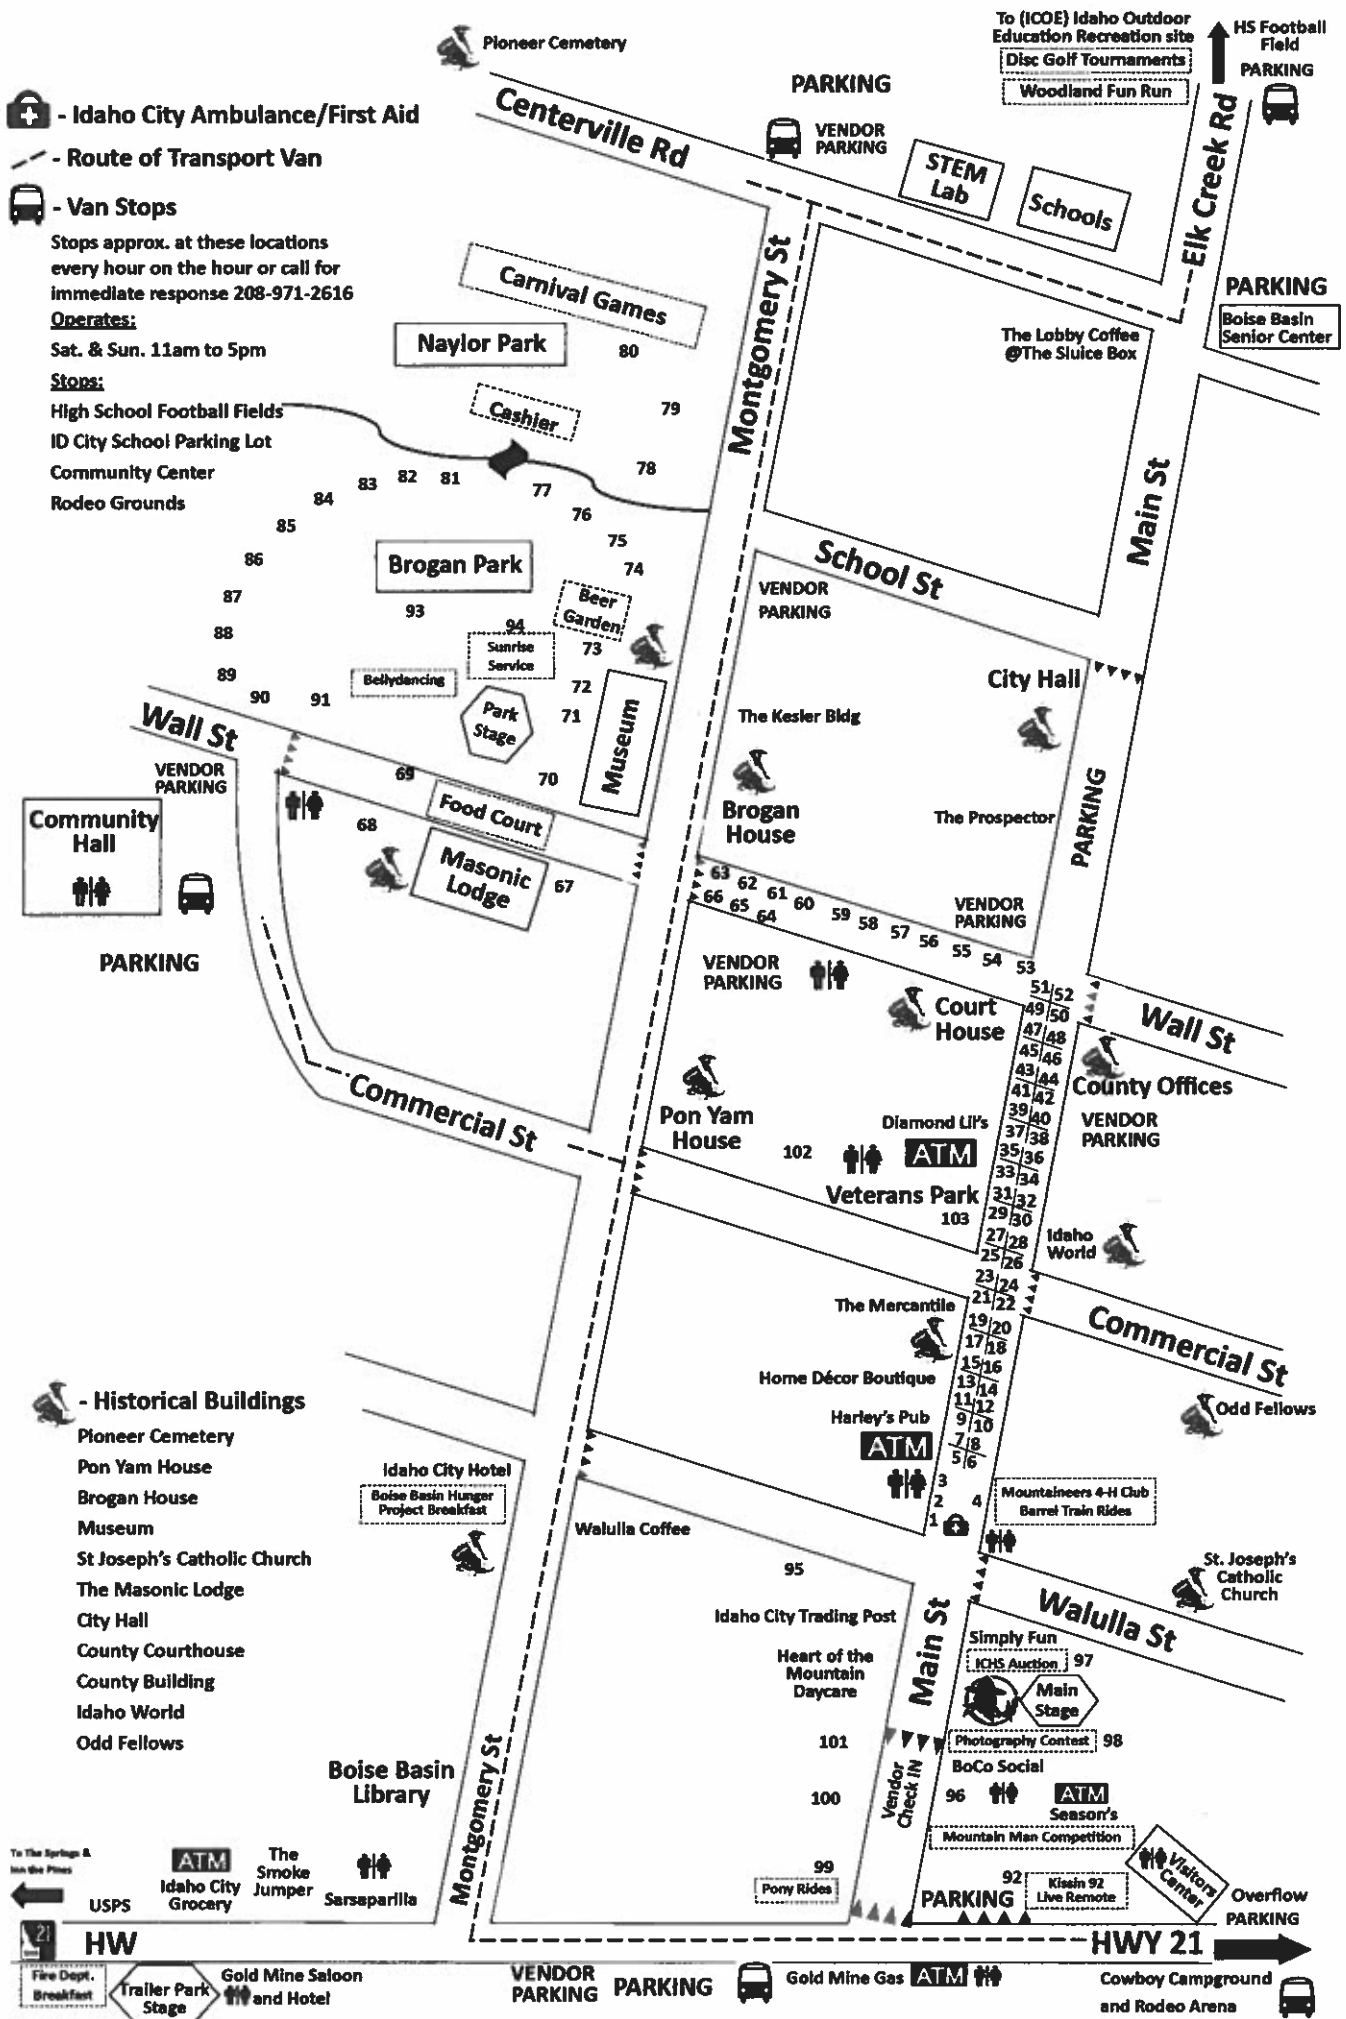 Pioneer Cemetery
To (ICOE) Idaho Outdoor
Education Recreation site
Disc Golf Tournaments
Woodland Fun Run
HS Football
Field
PARKING
PARKING
VENDOR
PARKING
- Idaho City Ambulance/First Aid
- Route of Transport Van
- Van Stops
Stops approx. at these locations
every hour on the hour or call for
immediate response 208-971-2616
Operates:
Sat. & Sun. 11am to 5pm
Stops:
High School Football Fields
ID City School Parking Lot
Community Center
Rodeo Grounds
Centerville Rd
STEM
Lab
Schools
Elk Creek Rd
PARKING
Boise Basin
Senior Center
Carnival Games
Naylor Park
80
Montgomery St
The Lobby Coffee
@The Sluice Box
Cashier
79
78
77
76
75
74
81
82
83
84
85
86
87
88
89
90
91
Brogan Park
93
94
Beer
Garden
73
Sunrise
Service
Bellydancing
72
71
Park
Stage
70
Museum
School St
Main St
VENDOR
PARKING
City Hall
The Kesler Bldg
Brogan
House
The Prospector
PARKING
VENDOR
PARKING
Wall St
VENDOR
PARKING
Community
Hall
PARKING
69
68
Food Court
Masonic
Lodge
67
63
62
61
60
59
58
57
56
55
54
53
66
65
64
VENDOR
PARKING
Court
House
51 52
49 50
47 48
45 46
43 44
41 42
39 40
37 38
35 36
33 34
31 32
29 30
27 28
25 26
23 24
21 22
19 20
17 18
15 16
13 14
11 12
9 10
7 8
5 6
3
2 4
1
Wall St
County Offices
VENDOR
PARKING
Pon Yam
House
Diamond Lil's
102
ATM
Veterans Park
103
Idaho
World
Commercial St
The Mercantile
Commercial St
Home Décor Boutique
Harley's Pub
ATM
Odd Fellows
- Historical Buildings
Pioneer Cemetery
Pon Yam House
Brogan House
Museum
St Joseph's Catholic Church
The Masonic Lodge
City Hall
County Courthouse
County Building
Idaho World
Odd Fellows
Idaho City Hotel
Boise Basin Hunger
Project Breakfast
Walulla Coffee
95
Mountaineers 4-H Club
Barrel Train Rides
St. Joseph's
Catholic
Church
Walulla St
Idaho City Trading Post
Heart of the
Mountain
Daycare
Main St
Simply Fun
ICHS Auction
97
Main
Stage
101
Photography Contest
98
BoCo Social
Vendor
Check IN
100
96
ATM
Season's
Mountain Man Competition
99
Pony Rides
92
Kissin 92
Live Remote
PARKING
Visitors
Center
Overflow
PARKING
Boise Basin
Library
Montgomery St
To The Springs &
Inn the Pines
USPS
ATM
Idaho City
Grocery
The
Smoke
Jumper
Sarsaparilla
21
HW
HWY 21
Fire Dept.
Breakfast
Trailer Park
Stage
Gold Mine Saloon
and Hotel
VENDOR
PARKING
PARKING
Gold Mine Gas
ATM
Cowboy Campground
and Rodeo Arena